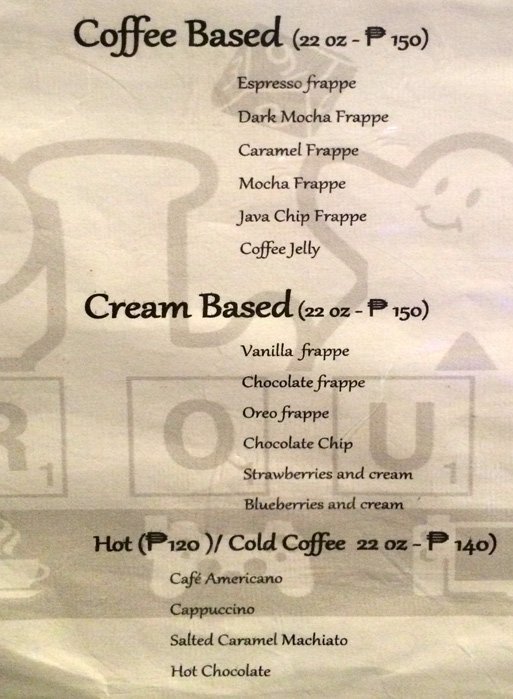 Coffee Based (22 oz - ₱ 150)
Espresso frappe
Dark Mocha Frappe
Caramel Frappe
Mocha Frappe
Java Chip Frappe
Coffee Jelly
Cream Based (22 oz - ₱ 150)
Vanilla frappe
Chocolate frappe
Oreo frappe
Chocolate Chip
R 1 O U 1
Strawberries and cream
Blueberries and cream
Hot (₱120 )/ Cold Coffee 22 oz - ₱ 140)
Café Americano
Cappuccino
Salted Caramel Machiato
Hot Chocolate